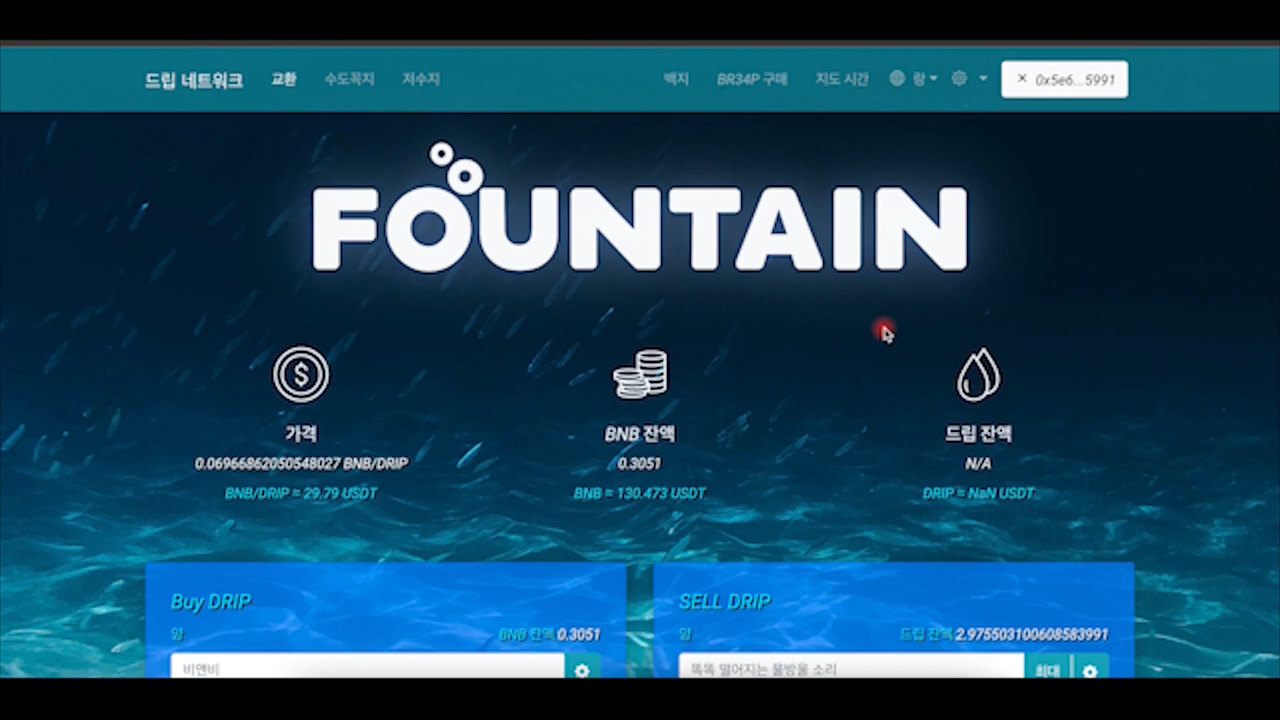 드립 네트워크 교환 수도꼭지 저수지 백지 BR34P 구매 지도 시간 랑 0x5e6...5991
FOUNTAIN
가격 BNB 잔액 드립 잔액
0.06966862050548027 BNB/DRIP 0.3051 N/A
BNB/DRIP ≈ 29.79 USDT BNB ≈ 130.473 USDT DRIP ≈ NaN USDT
Buy DRIP SELL DRIP
양 BNB 잔액 0.3051 양 드립 잔액 2.975503100608583991
비앤비 똑똑 떨어지는 물방울 소리 최대